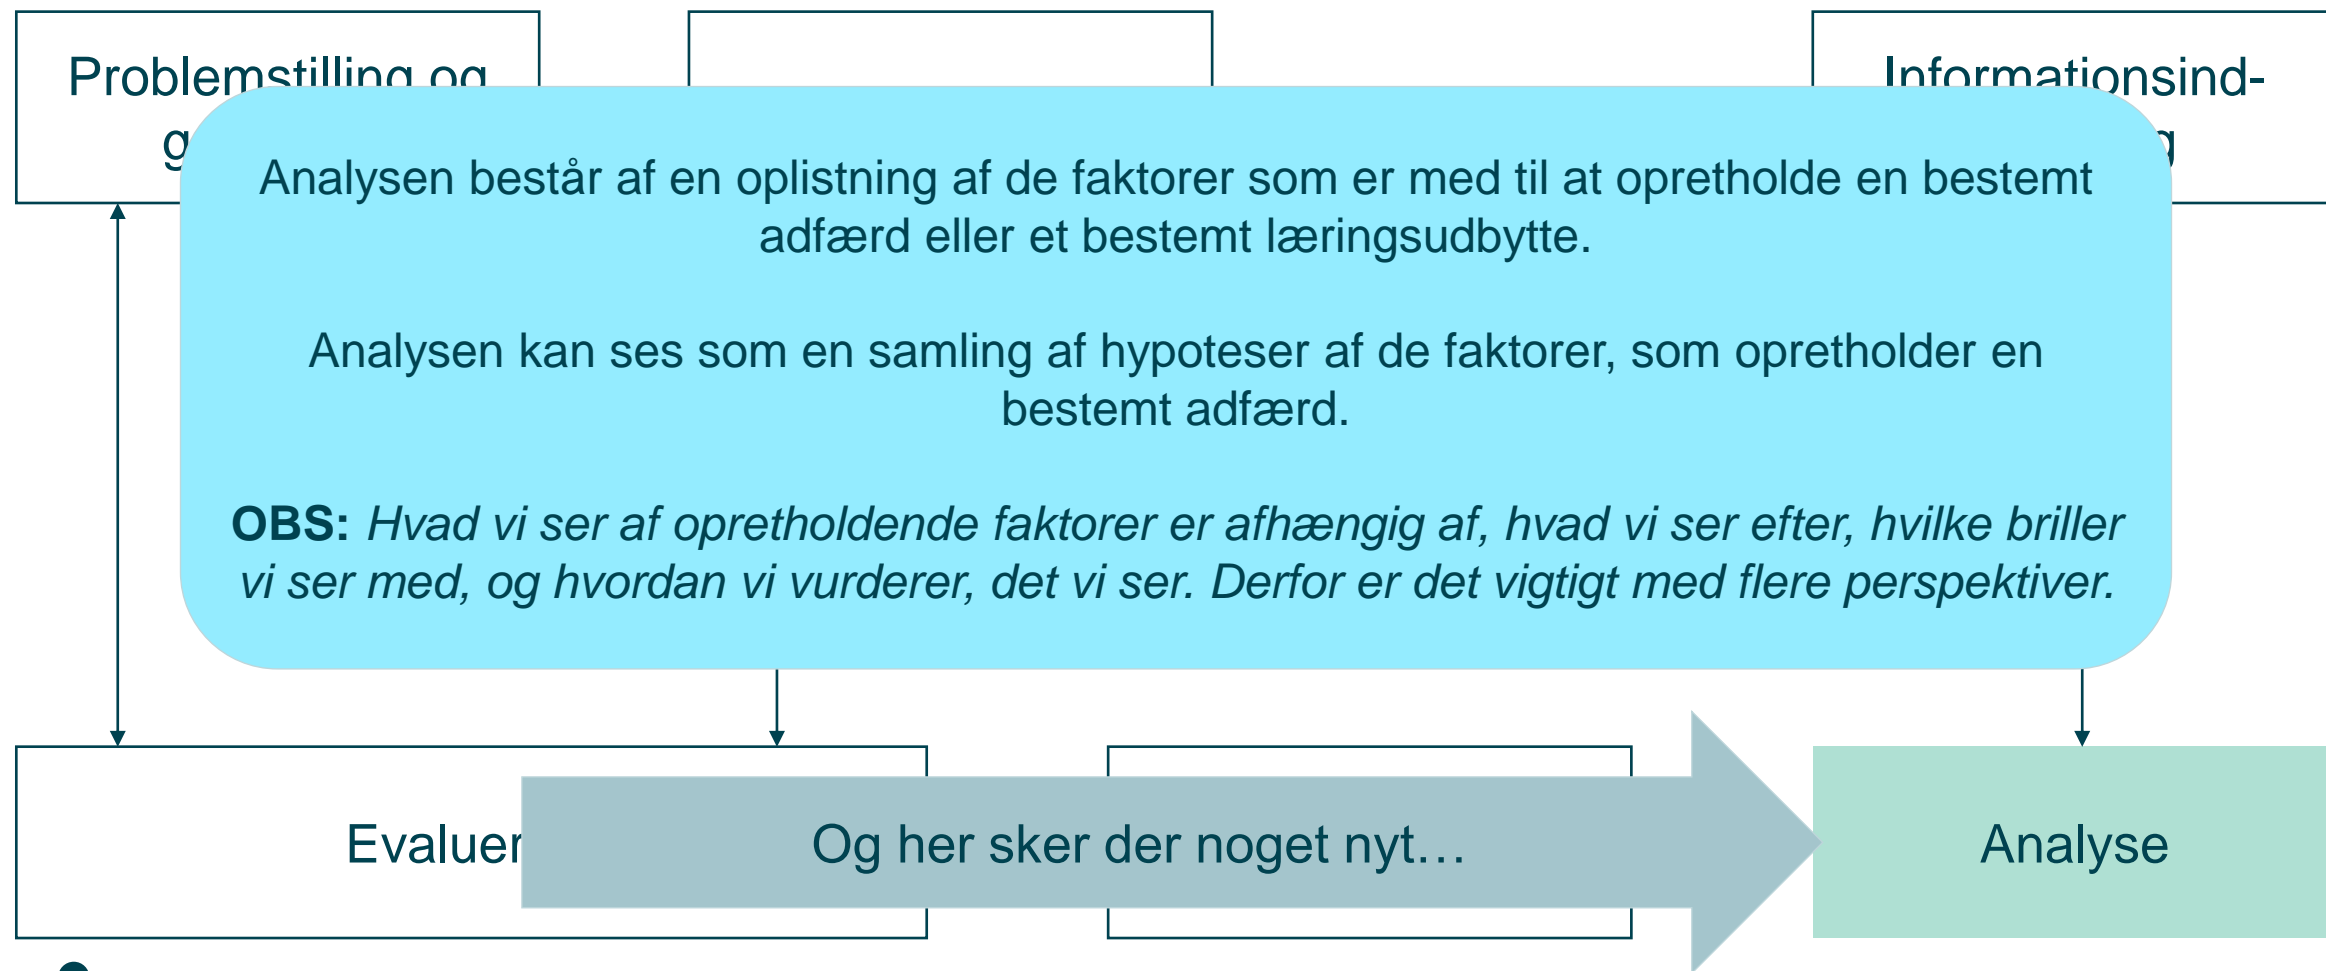 Problemstilling og
Informationsind-
Analysen består af en oplistning af de faktorer som er med til at opretholde en bestemt
adfærd eller et bestemt læringsudbytte.
Analysen kan ses som en samling af hypoteser af de faktorer, som opretholder en
bestemt adfærd.
OBS: Hvad vi ser af opretholdende faktorer er afhængig af, hvad vi ser efter, hvilke briller
vi ser med, og hvordan vi vurderer, det vi ser. Derfor er det vigtigt med flere perspektiver.
Evaluer
Og her sker der noget nyt…
Analyse